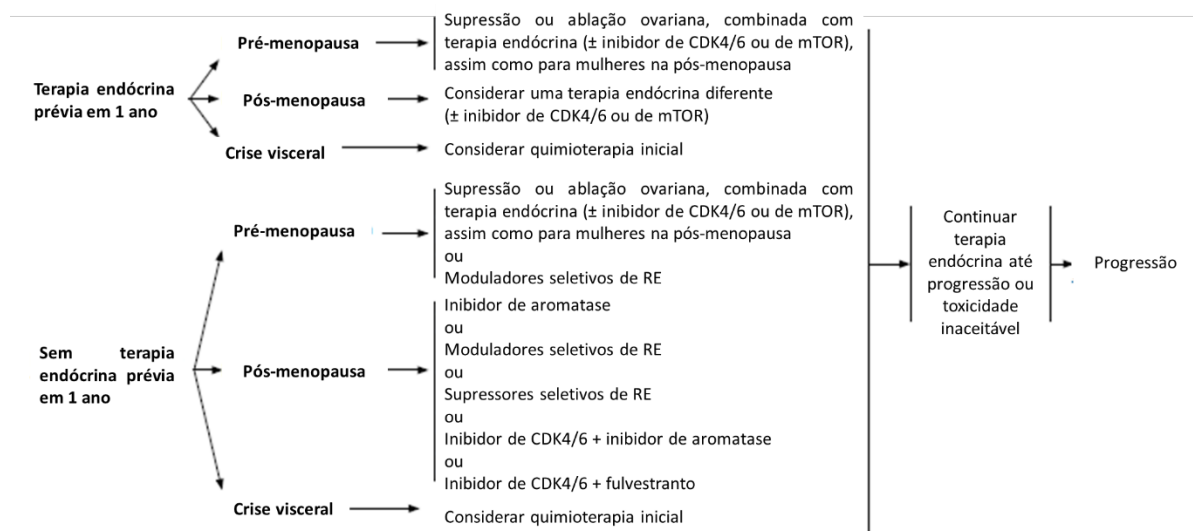 Terapia endócrina
prévia em 1 ano
Pré-menopausa
Supressão ou ablação ovariana, combinada com
terapia endócrina (± inibidor de CDK4/6 ou de mTOR),
assim como para mulheres na pós-menopausa
Pós-menopausa
Considerar uma terapia endócrina diferente
(± inibidor de CDK4/6 ou de mTOR)
Crise visceral
Considerar quimioterapia inicial
Sem terapia
endócrina prévia
em 1 ano
Pré-menopausa
Supressão ou ablação ovariana, combinada com
terapia endócrina (± inibidor de CDK4/6 ou de mTOR),
assim como para mulheres na pós-menopausa
ou
Moduladores seletivos de RE
Pós-menopausa
Inibidor de aromatase
ou
Moduladores seletivos de RE
ou
Supressores seletivos de RE
ou
Inibidor de CDK4/6 + inibidor de aromatase
ou
Inibidor de CDK4/6 + fulvestranto
Crise visceral
Considerar quimioterapia inicial
Continuar
terapia
endócrina até
progressão ou
toxicidade
inaceitável
Progressão